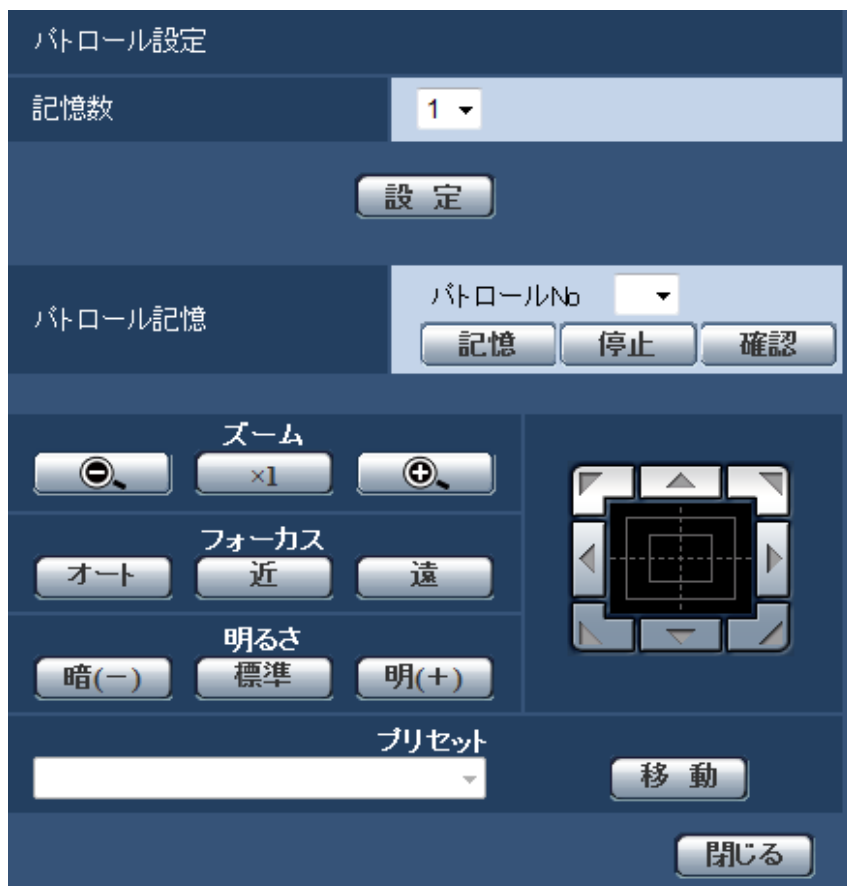 パトロール設定
記憶数 1
設 定
パトロールNo
パトロール記憶
記憶 停止 確認
ズーム
×1
フォーカス
オート 近 遠
明るさ
暗(－) 標準 明(＋)
プリセット
移 動
閉じる